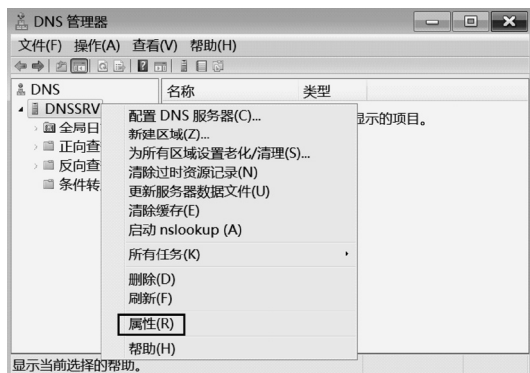 DNS 管理器
文件(F) 操作(A) 查看(V) 帮助(H)
DNS
名称
类型
DNSSRV
全局日
正向查
反向查
条件转
显示的项目。
配置 DNS 服务器(C)...
新建区域(Z)...
为所有区域设置老化/清理(S)...
清除过时资源记录(N)
更新服务器数据文件(U)
清除缓存(E)
启动 nslookup (A)
所有任务(K)
删除(D)
刷新(F)
属性(R)
帮助(H)
显示当前选择的帮助。